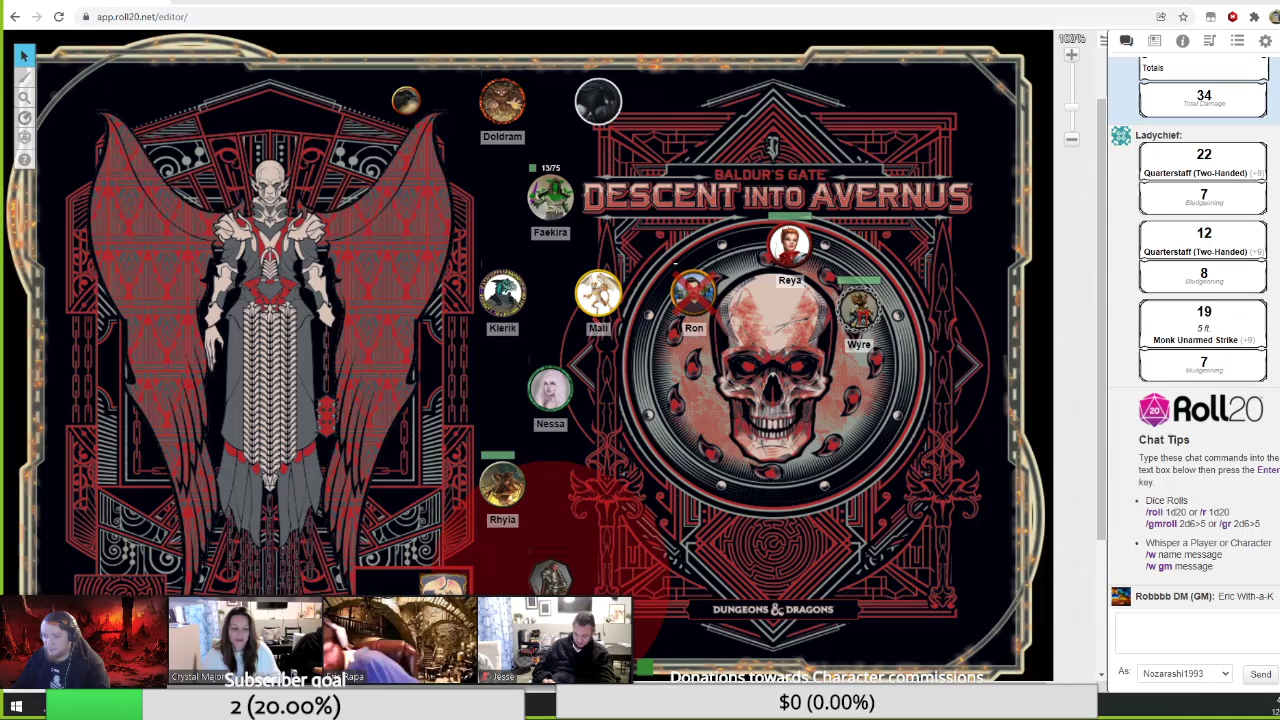 app.roll20.net/editor/
100%
Totals
34
Total Damage
Ladychief:
22
Quarterstaff (Two-Handed) (+9)
7
Bludgeoning
12
Quarterstaff (Two-Handed) (+9)
8
Bludgeoning
19
5 ft.
Monk Unarmed Strike (+9)
7
bludgeoning
20 Roll20
Chat Tips
Type these chat commands into the
text box below then press the Enter
key.
Dice Rolls
/roll 1d20 or /r 1d20
/gmroll 2d6>5 or /gr 2d6>5
Whisper a Player or Character
/w name message
/w gm message
Robbbb DM (GM): Eric With-a-K
As: Nozarashi1993 Send
Doldram
13/75
Faekira
BALDUR'S GATE
DESCENT INTO AVERNUS
Reya
Klerik
Mali
Ron
Wyre
Nessa
Rhyia
DUNGEONS & DRAGONS
Crystal Major
Rapa
Jesse
Subscriber goal
2 (20.00%)
Donations towards Character commissions
$0 (0.00%)